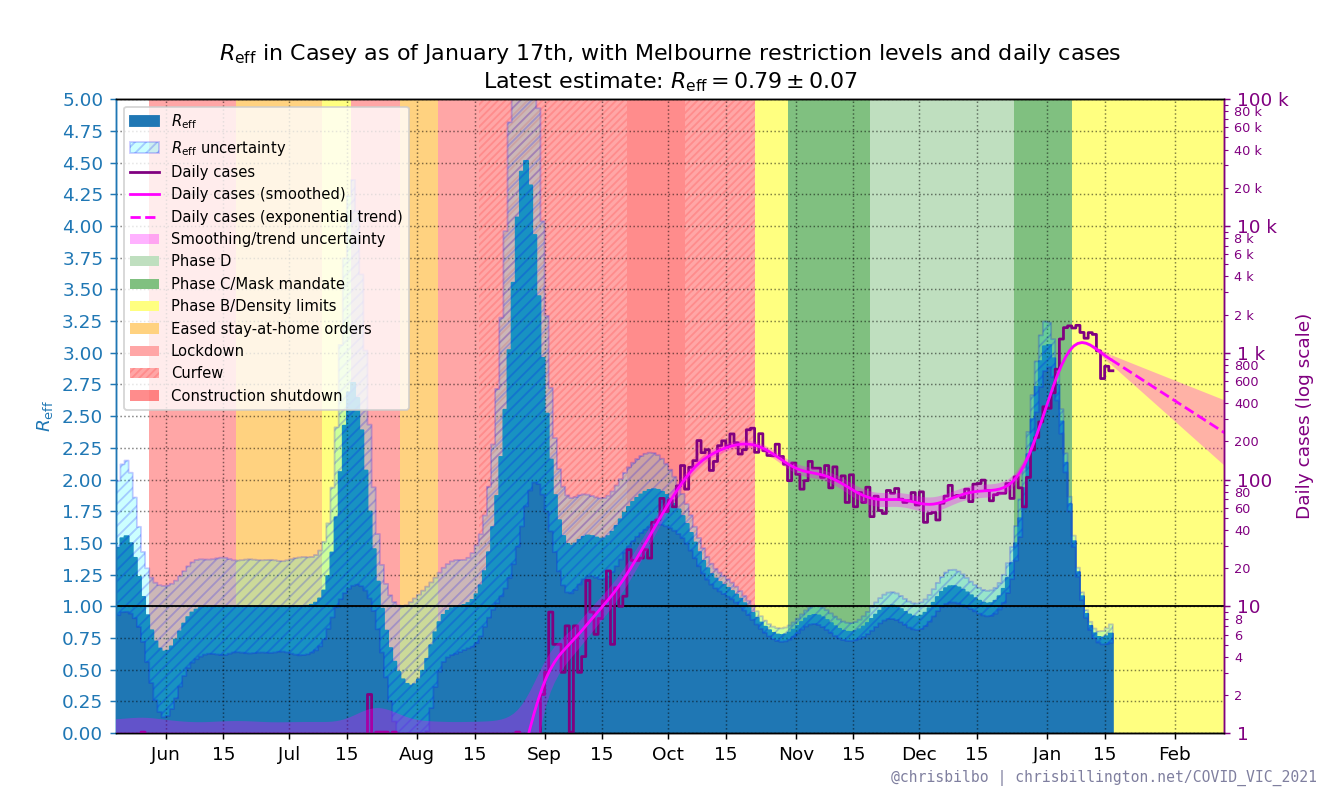 R_eff in Casey as of January 17th, with Melbourne restriction levels and daily cases
Latest estimate: R_eff = 0.79 ± 0.07
R_eff
R_eff uncertainty
Daily cases
Daily cases (smoothed)
Daily cases (exponential trend)
Smoothing/trend uncertainty
Phase D
Phase C/Mask mandate
Phase B/Density limits
Eased stay-at-home orders
Lockdown
Curfew
Construction shutdown
R_eff
5.00
4.75
4.50
4.25
4.00
3.75
3.50
3.25
3.00
2.75
2.50
2.25
2.00
1.75
1.50
1.25
1.00
0.75
0.50
0.25
0.00
100 k
80 k
60 k
40 k
20 k
10 k
8 k
6 k
4 k
2 k
1 k
800
600
400
200
100
80
60
40
20
10
8
6
4
2
1
Daily cases (log scale)
Jun 15 Jul 15 Aug 15 Sep 15 Oct 15 Nov 15 Dec 15 Jan 15 Feb
@chrisbilbo | chrisbillington.net/COVID_VIC_2021